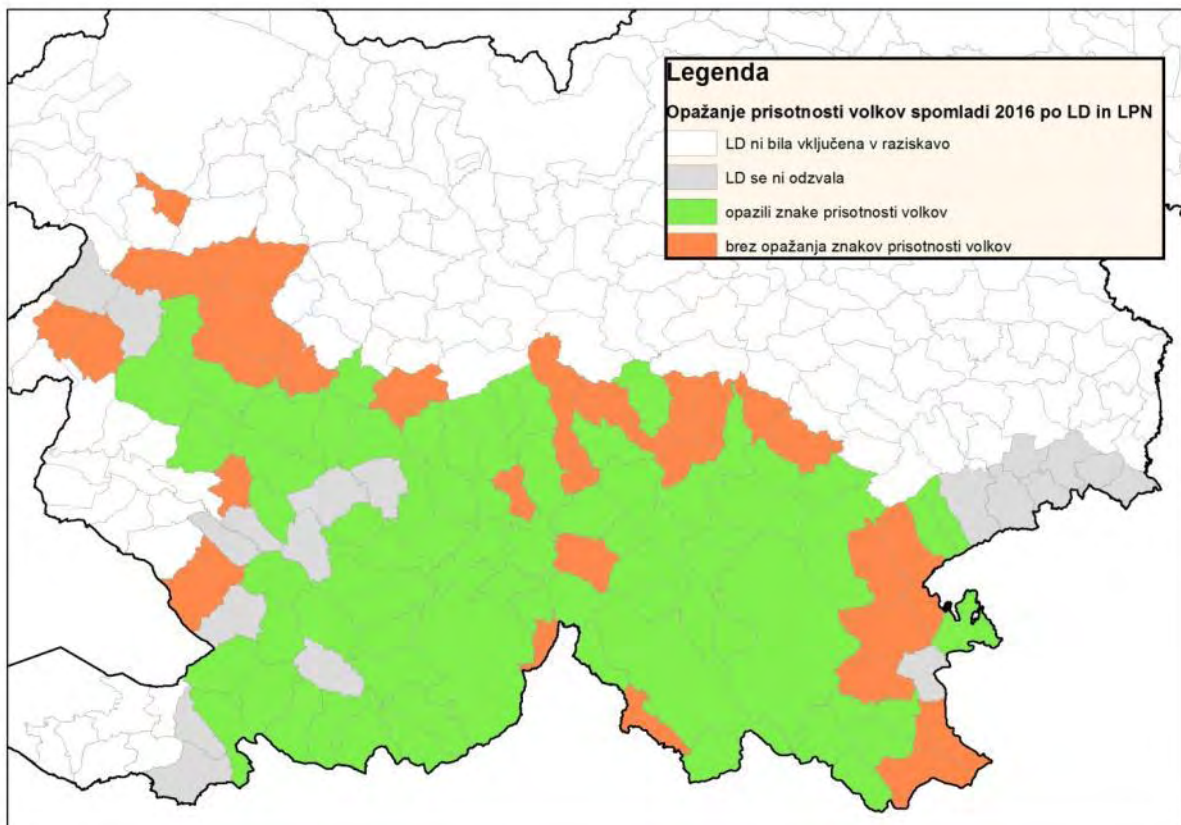 Legenda
Opažanje prisotnosti volkov spomladi 2016 po LD in LPN
LD ni bila vključena v raziskavo
LD se ni odzvala
opazili znake prisotnosti volkov
brez opažanja znakov prisotnosti volkov